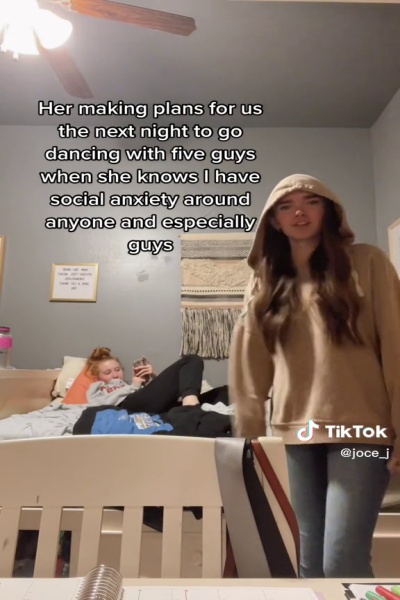 Her making plans for us
the next night to go
dancing with five guys
when she knows I have
social anxiety around
anyone and especially
guys
TikTok
@joce_j